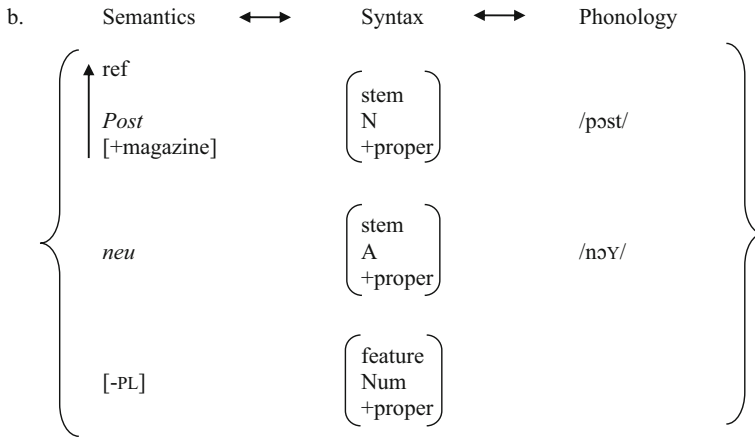 b. Semantics ↔ Syntax ↔ Phonology
ref
stem
Post N /pɔst/
[+magazine] +proper
stem
neu A /nɔʏ/
+proper
feature
[-PL] Num
+proper